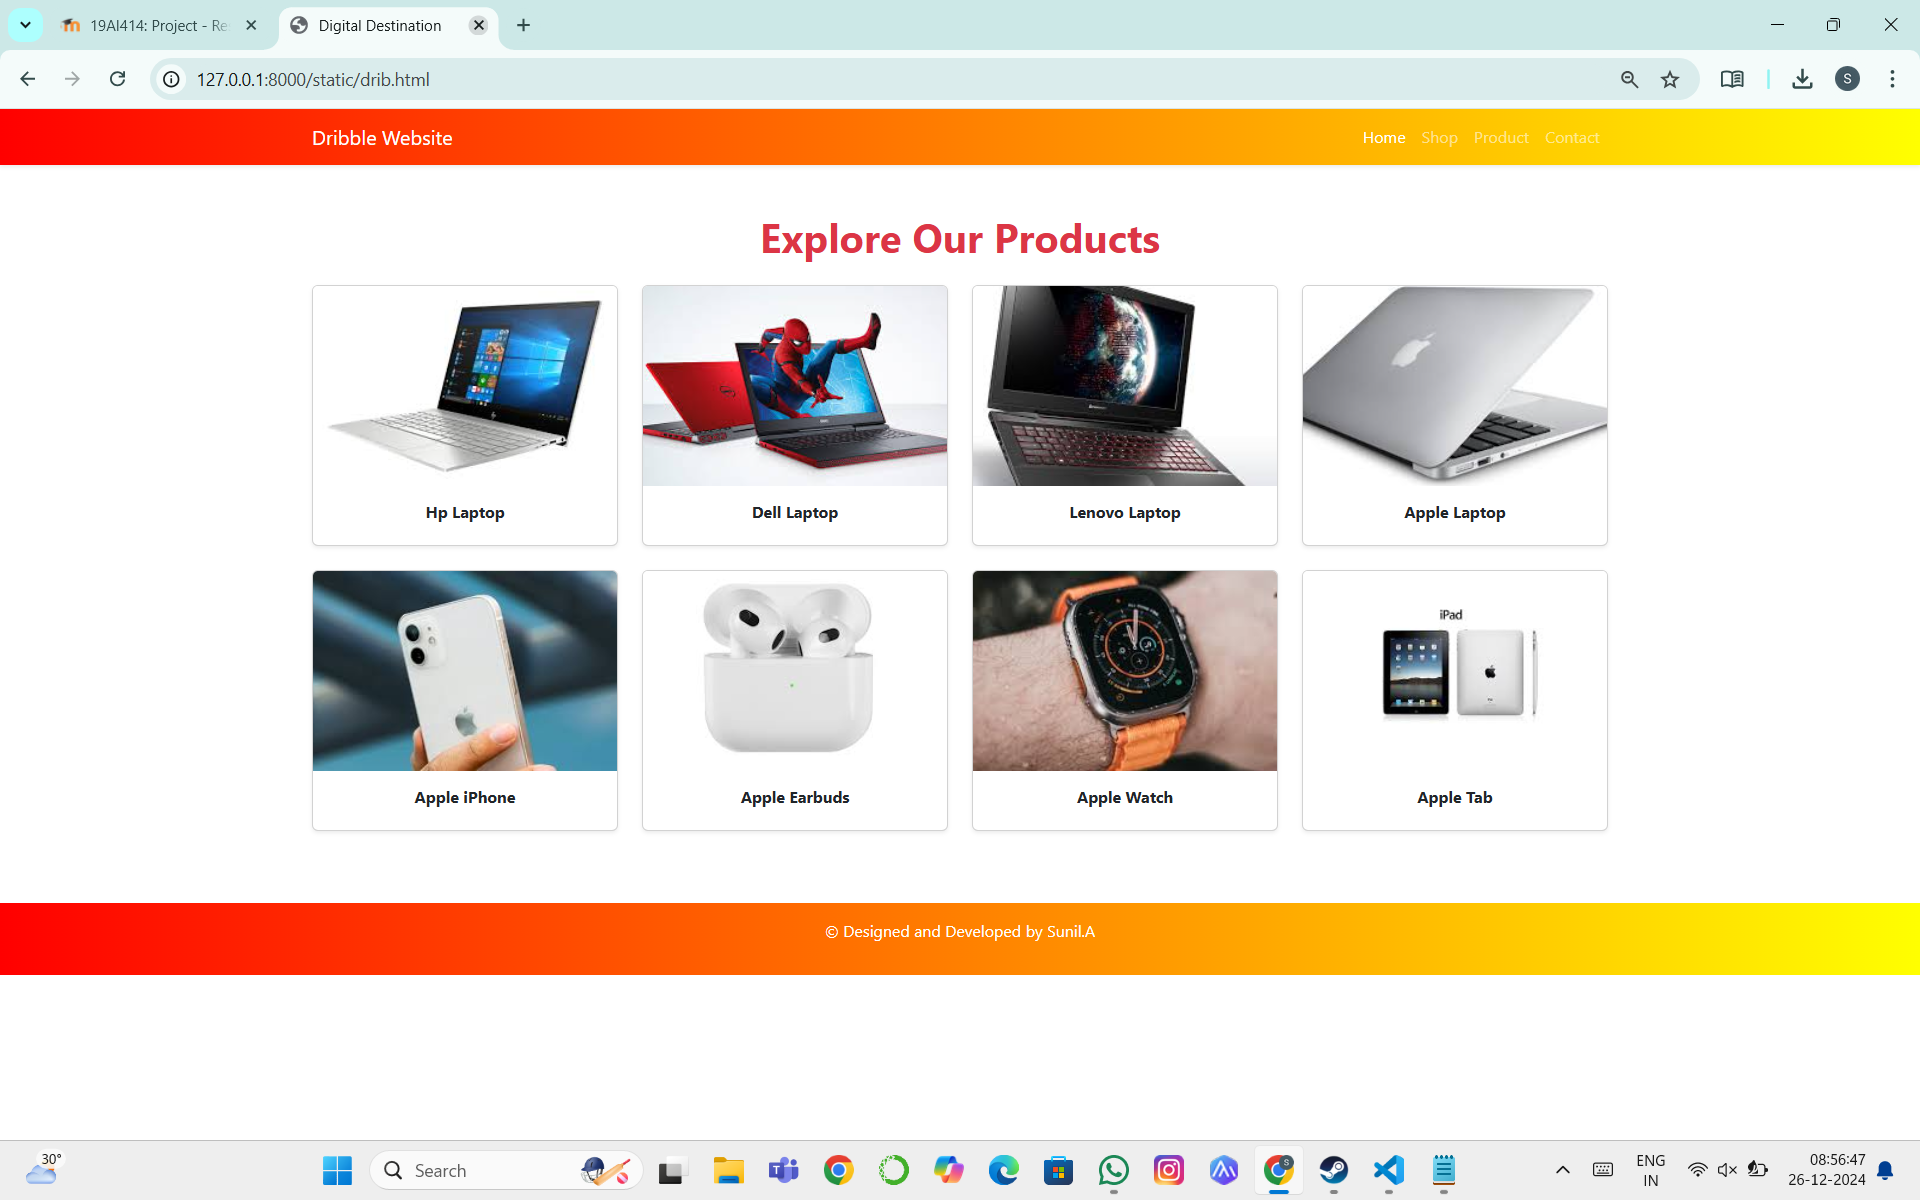 19AI414: Project - Re
Digital Destination
127.0.0.1:8000/static/drib.html
S
Dribble Website
Home Shop Product Contact
Explore Our Products
Hp Laptop
Dell Laptop
Lenovo Laptop
Apple Laptop
iPad
Apple iPhone
Apple Earbuds
Apple Watch
Apple Tab
© Designed and Developed by Sunil.A
30°
Search
ENG
IN
08:56:47
26-12-2024